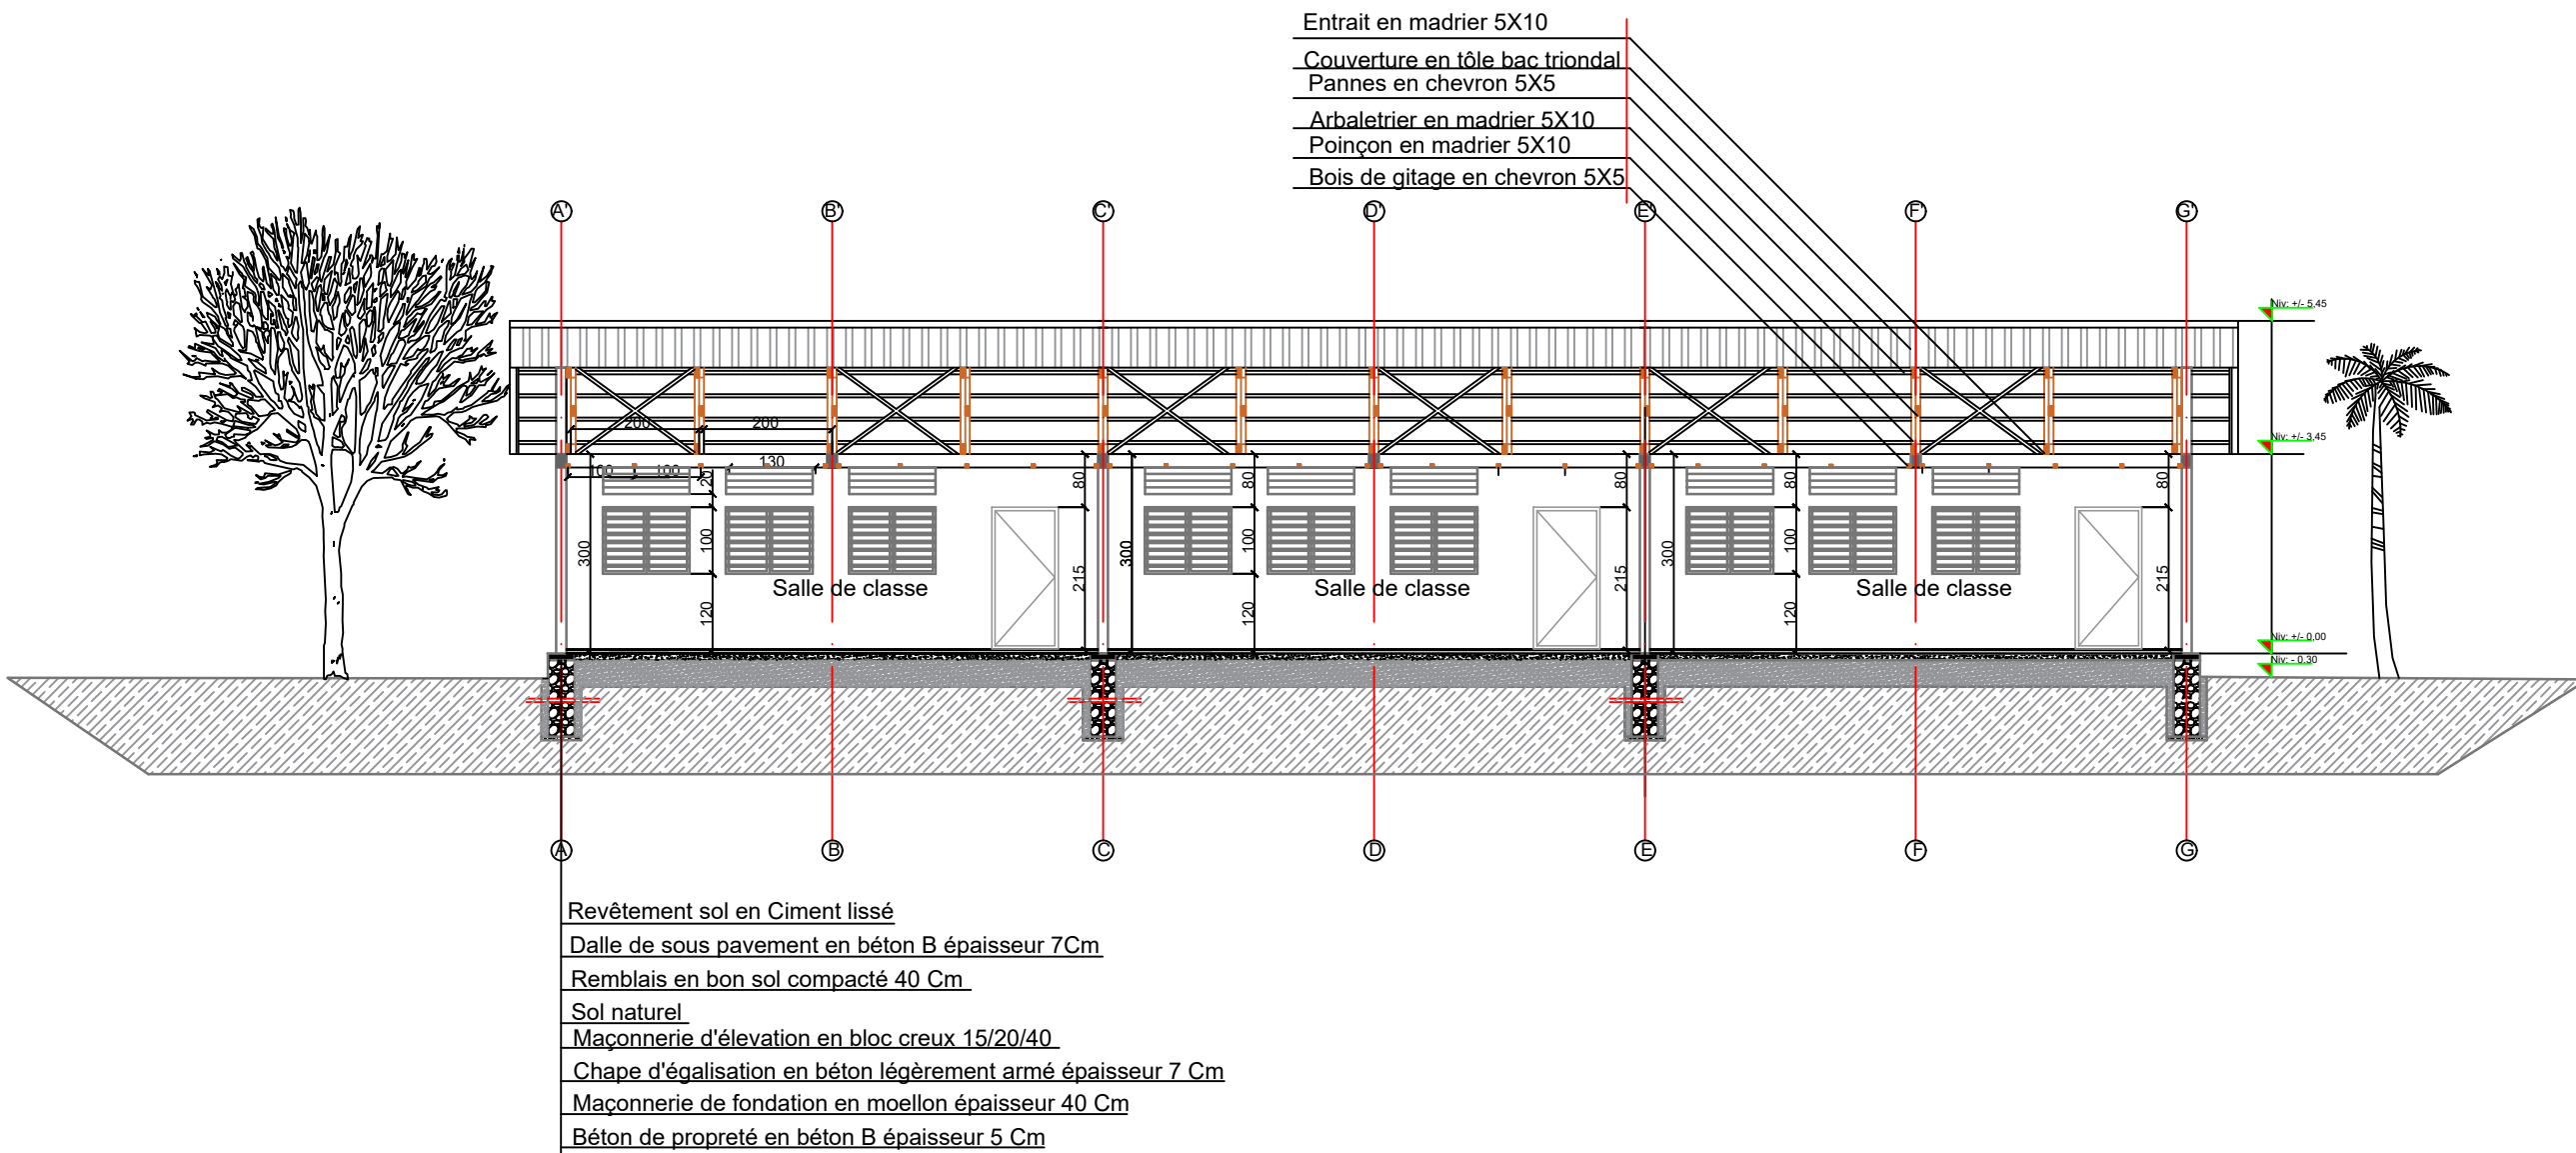 Entrait en madrier 5X10
Couverture en tôle bac triondal
Pannes en chevron 5X5
Arbaletrier en madrier 5X10
Poinçon en madrier 5X10
Bois de gitage en chevron 5X5
A' B' C' D' E' F' G'
Niv: +/- 5,45
Niv: +/- 3,45
200 200
100 100 20 130 80 80 80 80 80 80
300 100 215 300 100 215 300 100 215
Salle de classe Salle de classe Salle de classe
120 120 120
Niv: +/- 0,00
Niv: - 0,30
A B C D E F G
Revêtement sol en Ciment lissé
Dalle de sous pavement en béton B épaisseur 7Cm
Remblais en bon sol compacté 40 Cm
Sol naturel
Maçonnerie d'élevation en bloc creux 15/20/40
Chape d'égalisation en béton légèrement armé épaisseur 7 Cm
Maçonnerie de fondation en moellon épaisseur 40 Cm
Béton de propreté en béton B épaisseur 5 Cm